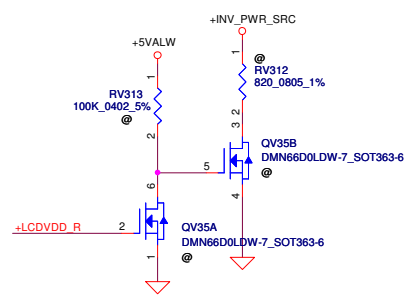 +INV_PWR_SRC
+5VALW
1
1
@
RV313
100K_0402_5%
@
RV312
820_0805_1%
2
2
3
QV35B
DMN66D0LDW-7_SOT363-6
@
5
6
4
+LCDVDD_R
2
QV35A
DMN66D0LDW-7_SOT363-6
@
1